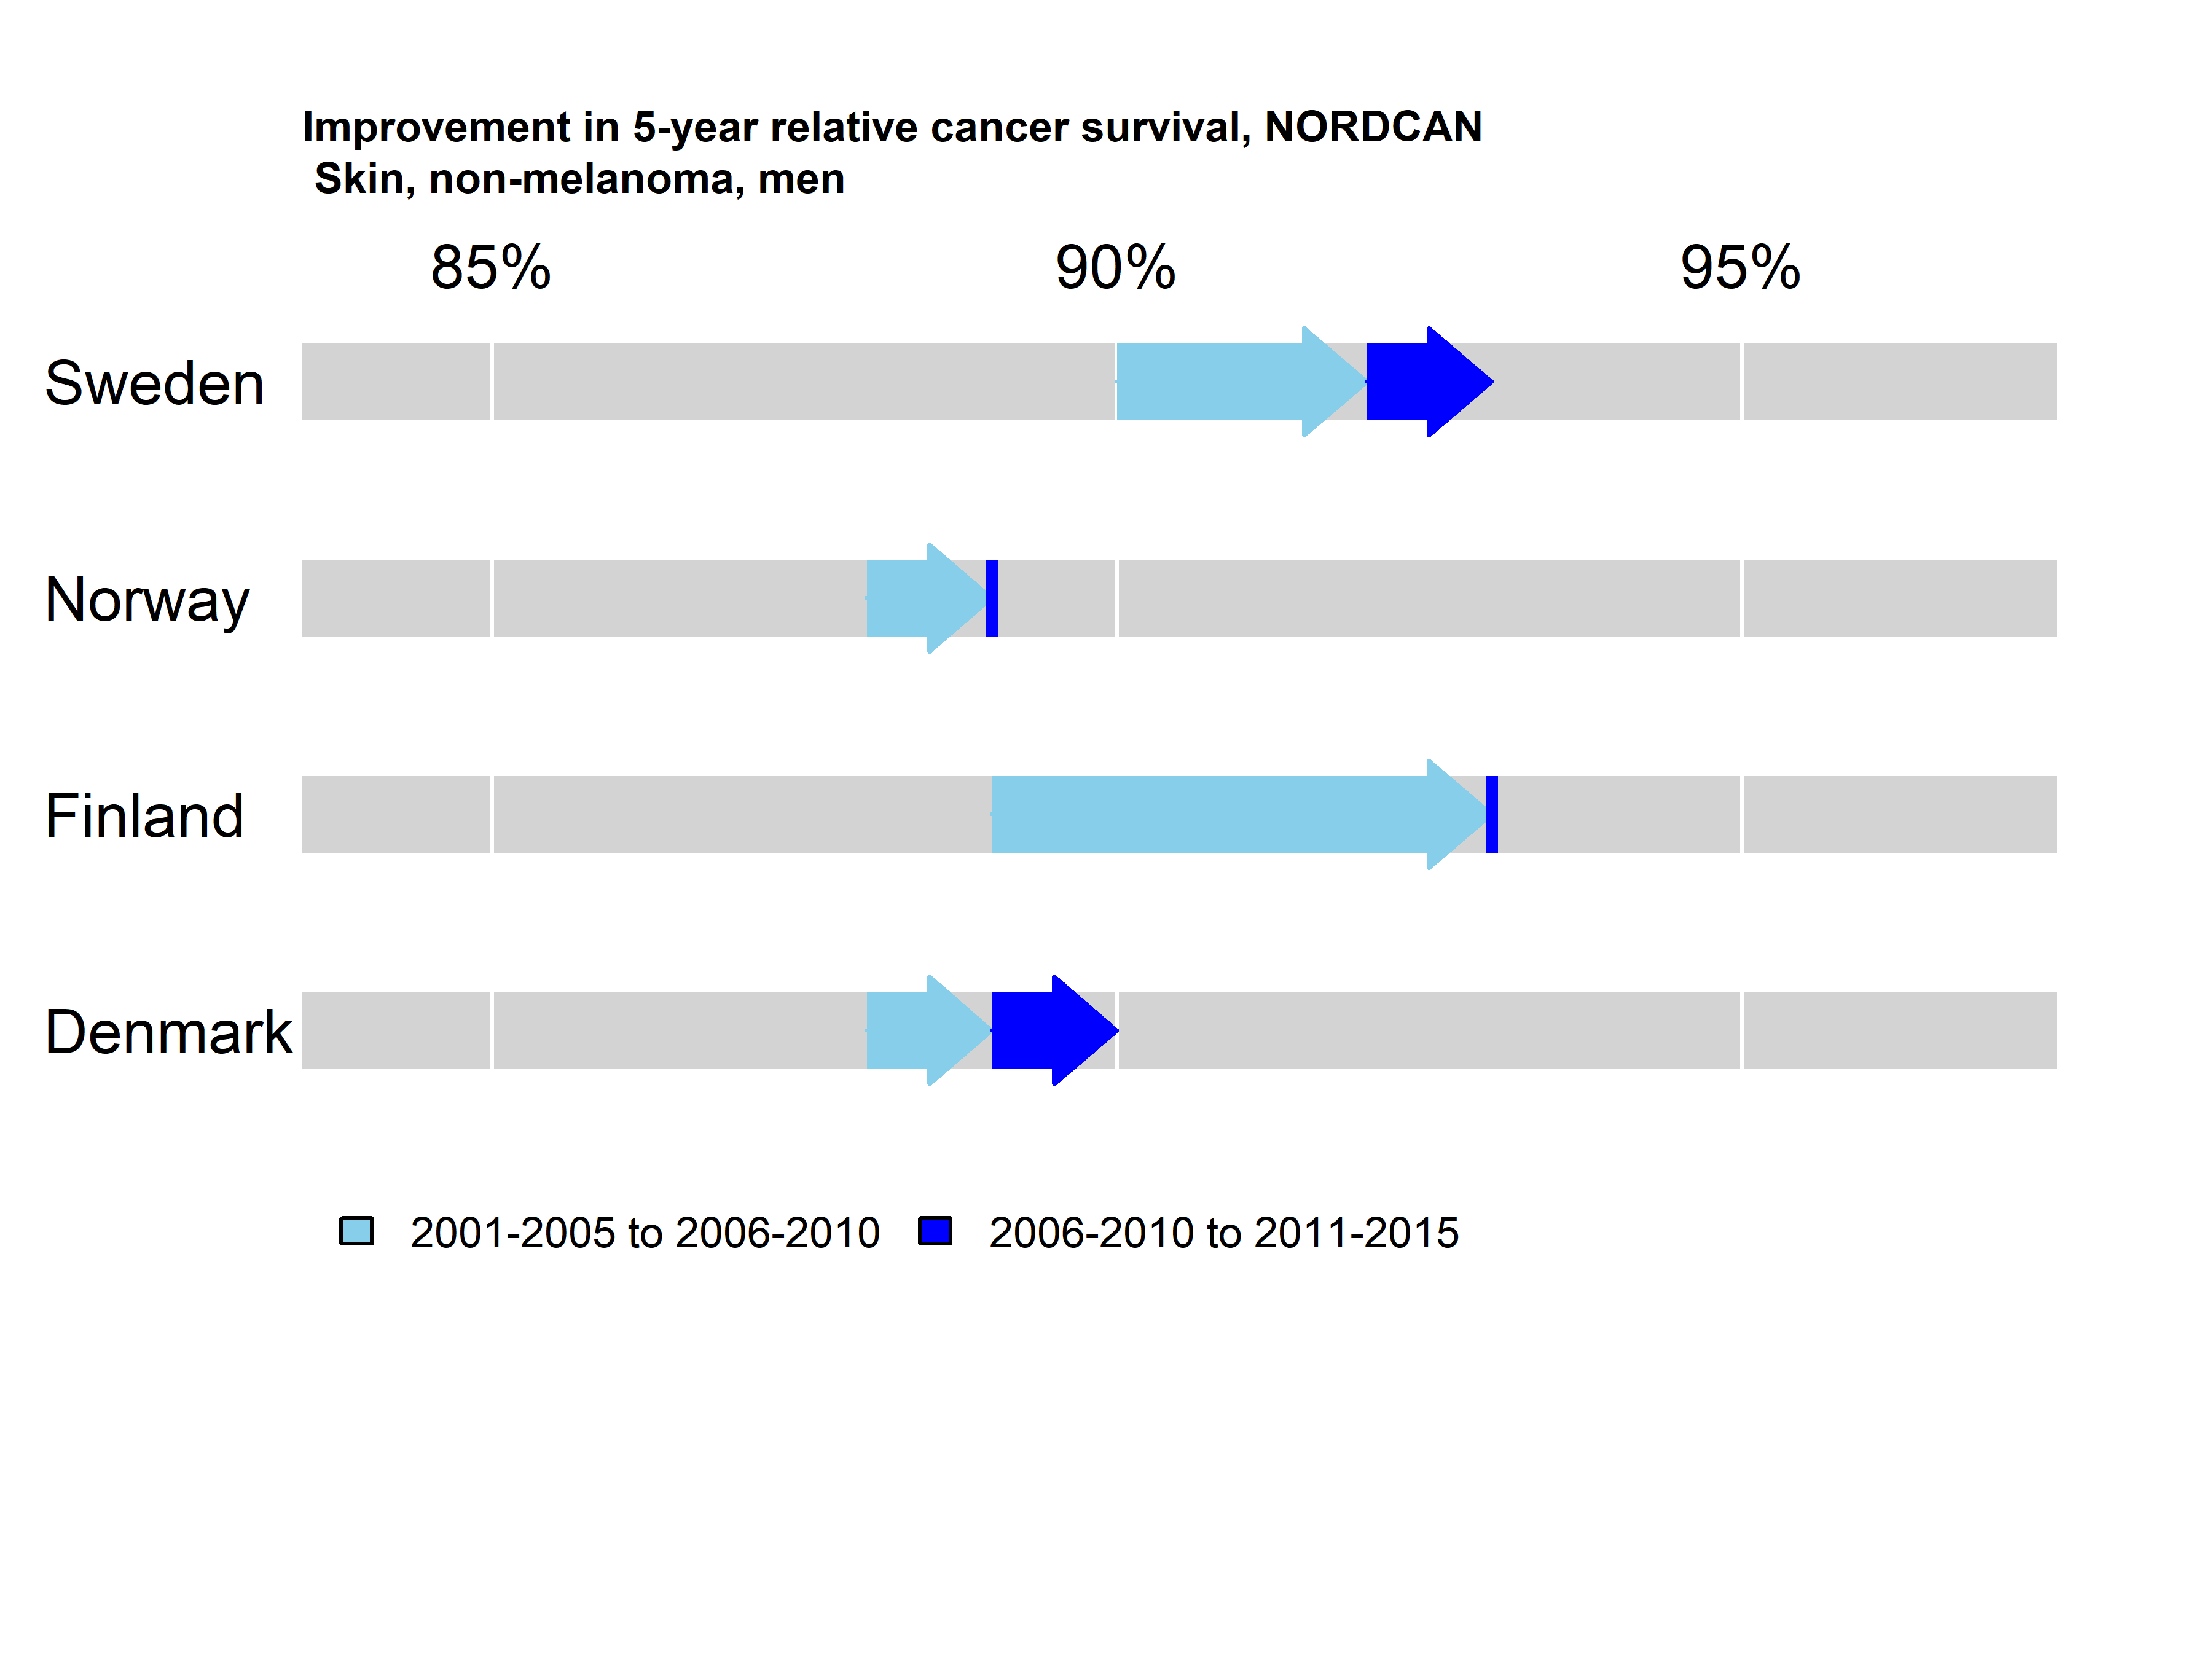 Improvement in 5-year relative cancer survival, NORDCAN
Skin, non-melanoma, men
85% 90% 95%
Sweden
Norway
Finland
Denmark
2001-2005 to 2006-2010 2006-2010 to 2011-2015